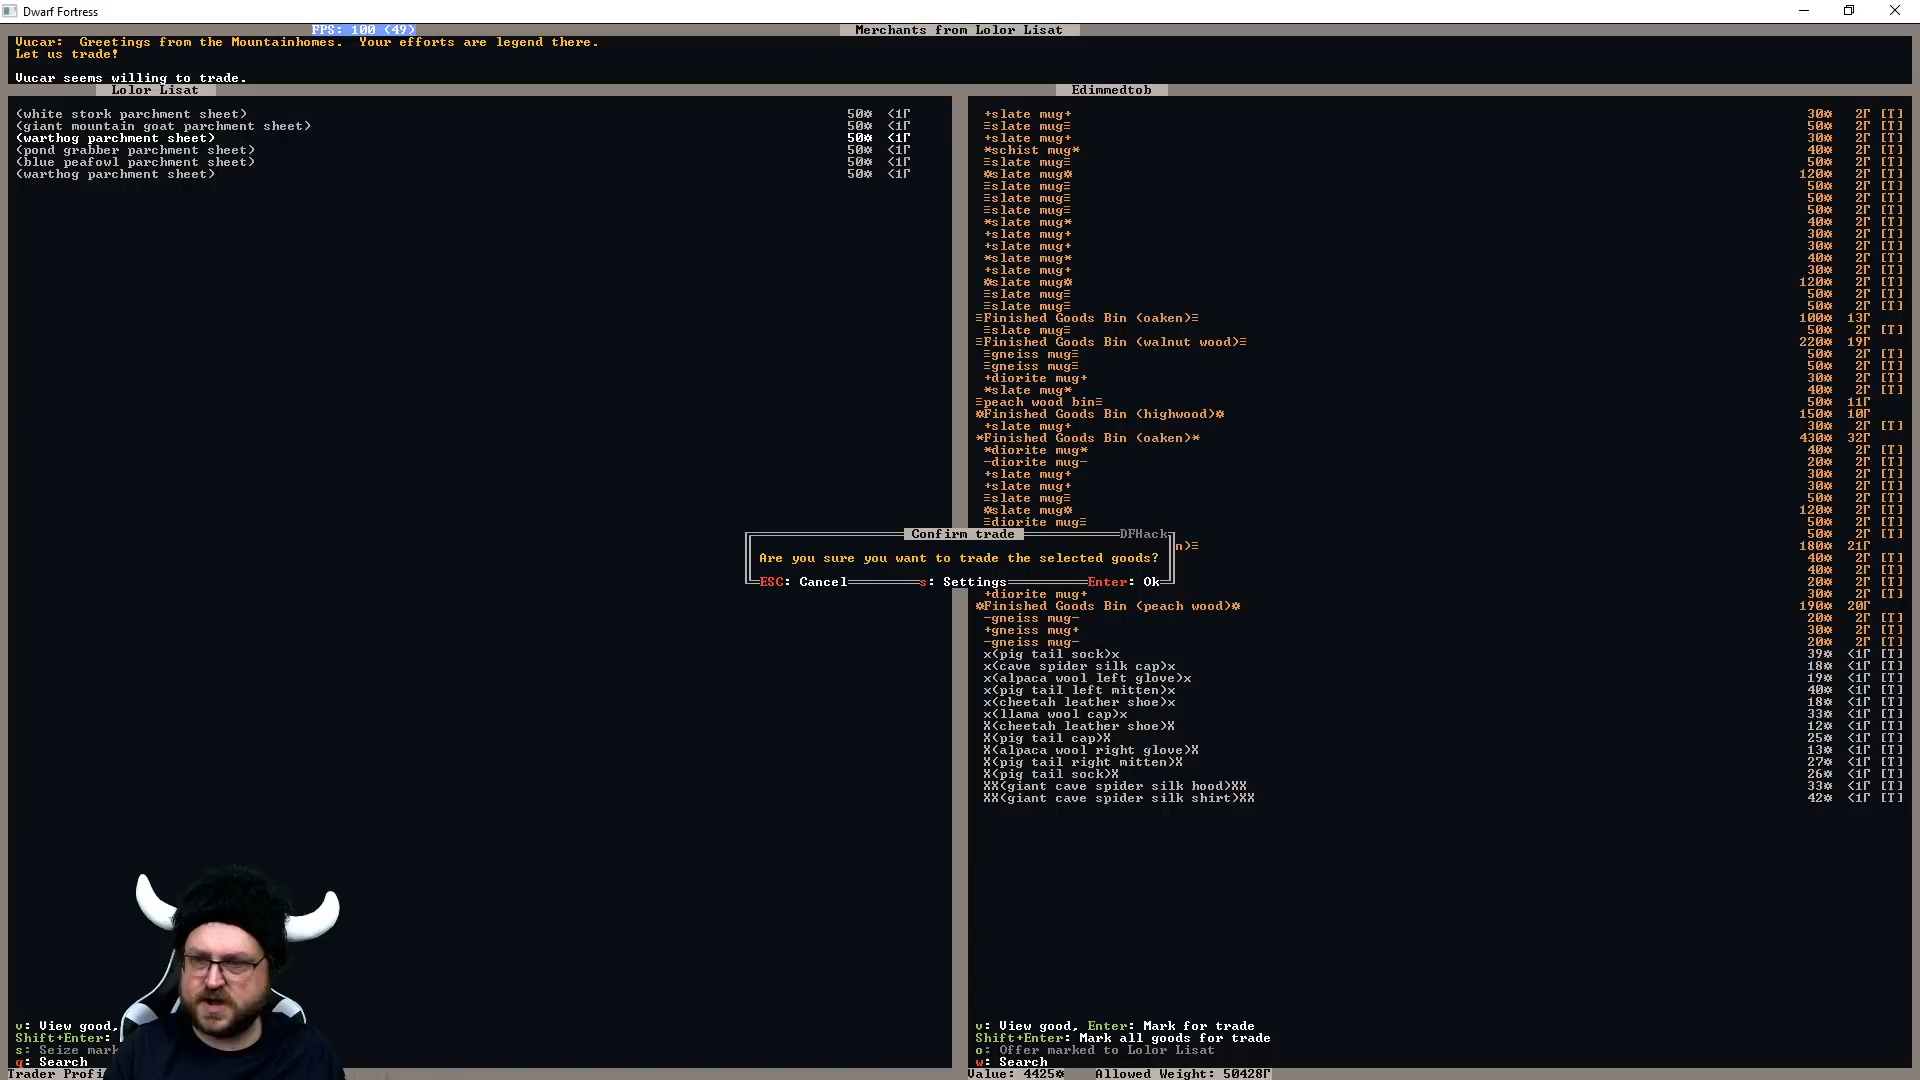 Dwarf Fortress
FPS: 100 (49)
Merchants from Lolor Lisat
Vucar:  Greetings from the Mountainhomes.  Your efforts are legend there.
Let us trade!
Vucar seems willing to trade.
Lolor Lisat
(white stork parchment sheet) 50☼ <1Γ
(giant mountain goat parchment sheet) 50☼ <1Γ
(warthog parchment sheet) 50☼ <1Γ
(pond grabber parchment sheet) 50☼ <1Γ
(blue peafowl parchment sheet) 50☼ <1Γ
(warthog parchment sheet) 50☼ <1Γ
Edimmedtob
+slate mug+ 30☼ 2Γ [T]
≡slate mug≡ 50☼ 2Γ [T]
+slate mug+ 30☼ 2Γ [T]
*schist mug* 40☼ 2Γ [T]
≡slate mug≡ 50☼ 2Γ [T]
☼slate mug☼ 120☼ 2Γ [T]
≡slate mug≡ 50☼ 2Γ [T]
≡slate mug≡ 50☼ 2Γ [T]
≡slate mug≡ 50☼ 2Γ [T]
*slate mug* 40☼ 2Γ [T]
+slate mug+ 30☼ 2Γ [T]
+slate mug+ 30☼ 2Γ [T]
*slate mug* 40☼ 2Γ [T]
+slate mug+ 30☼ 2Γ [T]
☼slate mug☼ 120☼ 2Γ [T]
≡slate mug≡ 50☼ 2Γ [T]
≡slate mug≡ 50☼ 2Γ [T]
≡Finished Goods Bin (oaken)≡ 100☼ 13Γ
≡slate mug≡ 50☼ 2Γ [T]
≡Finished Goods Bin (walnut wood)≡ 220☼ 19Γ
≡gneiss mug≡ 50☼ 2Γ [T]
≡gneiss mug≡ 50☼ 2Γ [T]
+diorite mug+ 30☼ 2Γ [T]
*slate mug* 40☼ 2Γ [T]
≡peach wood bin≡ 50☼ 11Γ
☼Finished Goods Bin (highwood)☼ 150☼ 10Γ
+slate mug+ 30☼ 2Γ [T]
*Finished Goods Bin (oaken)* 430☼ 32Γ
*diorite mug* 40☼ 2Γ [T]
-diorite mug- 20☼ 2Γ [T]
+slate mug+ 30☼ 2Γ [T]
+slate mug+ 30☼ 2Γ [T]
≡slate mug≡ 50☼ 2Γ [T]
☼slate mug☼ 120☼ 2Γ [T]
≡diorite mug≡ 50☼ 2Γ [T]
50☼ 2Γ [T]
n)≡ 180☼ 21Γ
40☼ 2Γ [T]
40☼ 2Γ [T]
20☼ 2Γ [T]
+diorite mug+ 30☼ 2Γ [T]
☼Finished Goods Bin (peach wood)☼ 190☼ 20Γ
-gneiss mug- 20☼ 2Γ [T]
+gneiss mug+ 30☼ 2Γ [T]
-gneiss mug- 20☼ 2Γ [T]
x(pig tail sock)x 39☼ <1Γ [T]
x(cave spider silk cap)x 18☼ <1Γ [T]
x(alpaca wool left glove)x 19☼ <1Γ [T]
x(pig tail left mitten)x 40☼ <1Γ [T]
x(cheetah leather shoe)x 18☼ <1Γ [T]
x(llama wool cap)x 33☼ <1Γ [T]
X(cheetah leather shoe)X 12☼ <1Γ [T]
X(pig tail cap)X 25☼ <1Γ [T]
X(alpaca wool right glove)X 13☼ <1Γ [T]
X(pig tail right mitten)X 27☼ <1Γ [T]
X(pig tail sock)X 26☼ <1Γ [T]
XX(giant cave spider silk hood)XX 33☼ <1Γ [T]
XX(giant cave spider silk shirt)XX 42☼ <1Γ [T]
Confirm trade DFHack
Are you sure you want to trade the selected goods?
ESC: Cancel s: Settings Enter: Ok
v: View good,
Shift+Enter:
s: Seize mark
q: Search
Trader Profi
v: View good, Enter: Mark for trade
Shift+Enter: Mark all goods for trade
o: Offer marked to Lolor Lisat
w: Search
Value: 4425☼ Allowed Weight: 50428Γ